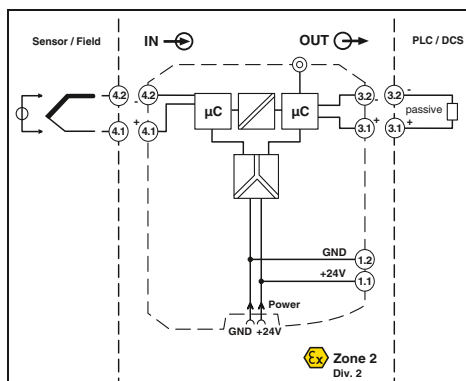 Sensor / Field
IN
OUT
PLC / DCS
4.2
4.2
-
µC
µC
3.2
-
3.2
-
passive
4.1
+
4.1
3.1
+
3.1
+
GND
1.2
+24V
1.1
Power
GND +24V
Ex Zone 2
Div. 2